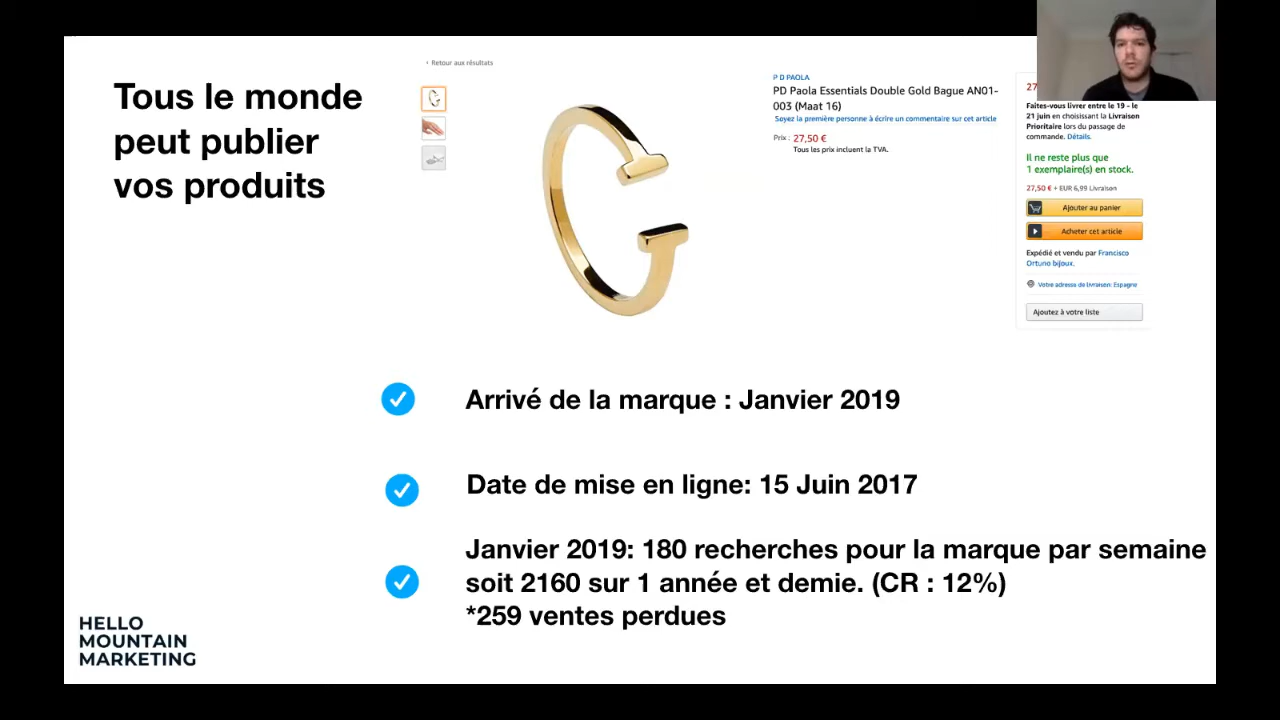 Tous le monde
peut publier
vos produits
‹ Retour aux résultats
P D PAOLA
PD Paola Essentials Double Gold Bague AN01-
003 (Maat 16)
Soyez la première personne à écrire un commentaire sur cet article
Prix : 27,50 €
Tous les prix incluent la TVA.
27
Faites-vous livrer entre le 19 - le
21 juin en choisissant la Livraison
Prioritaire lors du passage de
commande. Détails.
Il ne reste plus que
1 exemplaire(s) en stock.
27,50 € + EUR 6,99 Livraison
Ajouter au panier
Acheter cet article
Expédié et vendu par Francisco
Ortuno bijoux.
Votre adresse de livraison: Espagne
Ajoutez à votre liste
Arrivé de la marque : Janvier 2019
Date de mise en ligne: 15 Juin 2017
Janvier 2019: 180 recherches pour la marque par semaine
soit 2160 sur 1 année et demie. (CR : 12%)
*259 ventes perdues
HELLO
MOUNTAIN
MARKETING